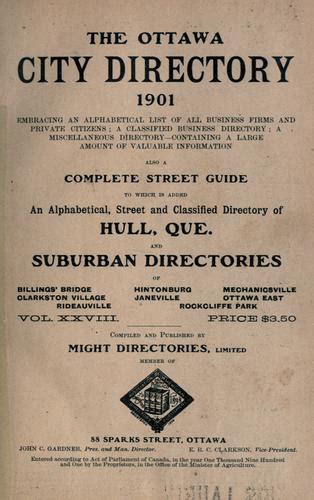 THE OTTAWA
CITY DIRECTORY
1901
EMBRACING AN ALPHABETICAL LIST OF ALL BUSINESS FIRMS AND
PRIVATE CITIZENS ; A CLASSIFIED BUSINESS DIRECTORY ; A
MISCELLANEOUS DIRECTORY—CONTAINING A LARGE
AMOUNT OF VALUABLE INFORMATION
ALSO A
COMPLETE STREET GUIDE
TO WHICH IS ADDED
An Alphabetical, Street and Classified Directory of
HULL, QUE.
AND
SUBURBAN DIRECTORIES
OF
BILLINGS' BRIDGE HINTONBURG MECHANICSVILLE
CLARKSTON VILLAGE JANEVILLE OTTAWA EAST
RIDEAUVILLE ROCKCLIFFE PARK
VOL. XXVIII. PRICE $3.50
COMPILED AND PUBLISHED BY
MIGHT DIRECTORIES, LIMITED
MEMBER OF
88 SPARKS STREET, OTTAWA
JOHN C. GARDNER, Pres. and Man. Director. E. R. C. CLARKSON, Vice-President.
Entered according to Act of Parliament of Canada, in the year One Thousand Nine Hundred
and One by the Proprietors, in the Office of the Minister of Agriculture.